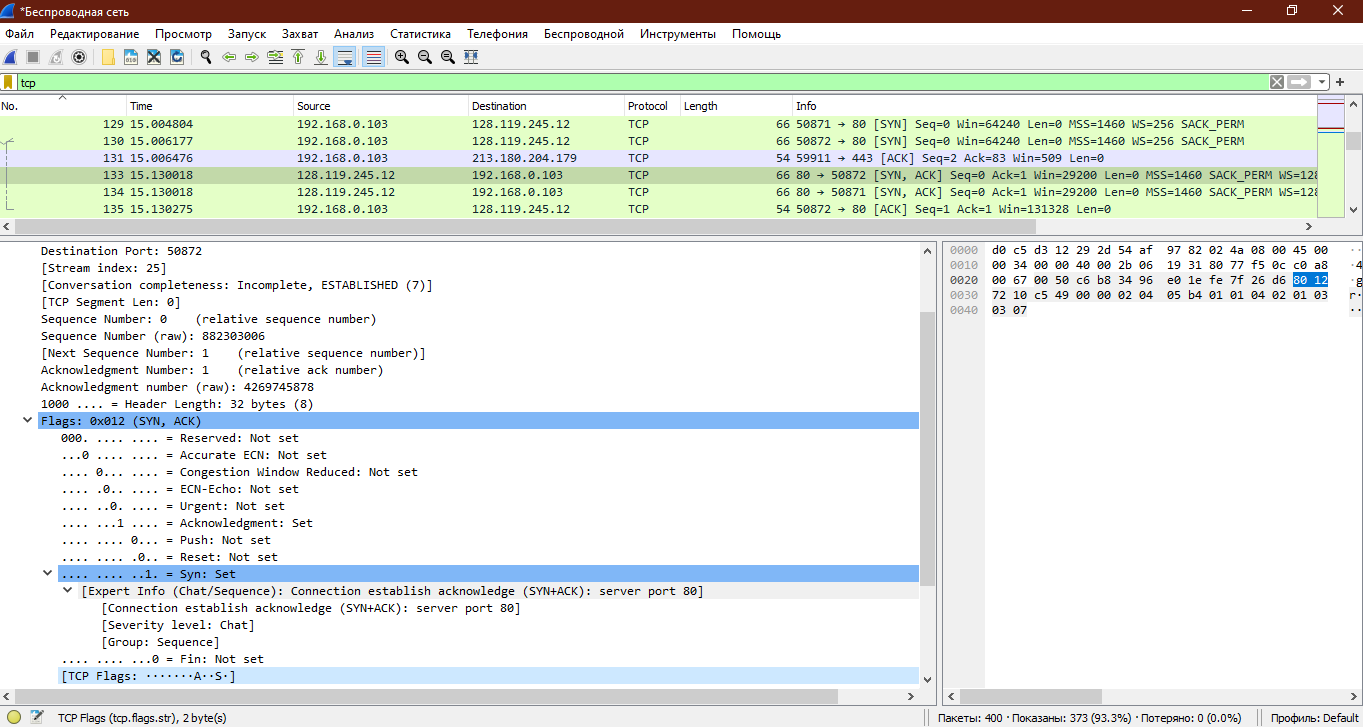 *Беспроводная сеть
Файл Редактирование Просмотр Запуск Захват Анализ Статистика Телефония Беспроводной Инструменты Помощь
tcp
No. Time Source Destination Protocol Length Info
129 15.004804 192.168.0.103 128.119.245.12 TCP 66 50871 → 80 [SYN] Seq=0 Win=64240 Len=0 MSS=1460 WS=256 SACK_PERM
130 15.006177 192.168.0.103 128.119.245.12 TCP 66 50872 → 80 [SYN] Seq=0 Win=64240 Len=0 MSS=1460 WS=256 SACK_PERM
131 15.006476 192.168.0.103 213.180.204.179 TCP 54 59911 → 443 [ACK] Seq=2 Ack=83 Win=509 Len=0
133 15.130018 128.119.245.12 192.168.0.103 TCP 66 80 → 50872 [SYN, ACK] Seq=0 Ack=1 Win=29200 Len=0 MSS=1460 SACK_PERM WS=128
134 15.130018 128.119.245.12 192.168.0.103 TCP 66 80 → 50871 [SYN, ACK] Seq=0 Ack=1 Win=29200 Len=0 MSS=1460 SACK_PERM WS=128
135 15.130275 192.168.0.103 128.119.245.12 TCP 54 50872 → 80 [ACK] Seq=1 Ack=1 Win=131328 Len=0
Destination Port: 50872
[Stream index: 25]
[Conversation completeness: Incomplete, ESTABLISHED (7)]
[TCP Segment Len: 0]
Sequence Number: 0 (relative sequence number)
Sequence Number (raw): 882303006
[Next Sequence Number: 1 (relative sequence number)]
Acknowledgment Number: 1 (relative ack number)
Acknowledgment number (raw): 4269745878
1000 .... = Header Length: 32 bytes (8)
Flags: 0x012 (SYN, ACK)
000. .... .... = Reserved: Not set
...0 .... .... = Accurate ECN: Not set
.... 0... .... = Congestion Window Reduced: Not set
.... .0.. .... = ECN-Echo: Not set
.... ..0. .... = Urgent: Not set
.... ...1 .... = Acknowledgment: Set
.... .... 0... = Push: Not set
.... .... .0.. = Reset: Not set
.... .... ..1. = Syn: Set
[Expert Info (Chat/Sequence): Connection establish acknowledge (SYN+ACK): server port 80]
[Connection establish acknowledge (SYN+ACK): server port 80]
[Severity level: Chat]
[Group: Sequence]
.... .... ...0 = Fin: Not set
[TCP Flags: ·······A··S·]
0000 d0 c5 d3 12 29 2d 54 af 97 82 02 4a 08 00 45 00
0010 00 34 00 00 40 00 2b 06 19 31 80 77 f5 0c c0 a8 ·4
0020 00 67 00 50 c6 b8 34 96 e0 1e fe 7f 26 d6 80 12 ·g
0030 72 10 c5 49 00 00 02 04 05 b4 01 01 04 02 01 03 r·
0040 03 07 ··
TCP Flags (tcp.flags.str), 2 byte(s)
Пакеты: 400 · Показаны: 373 (93.3%) · Потеряно: 0 (0.0%)
Профиль: Default